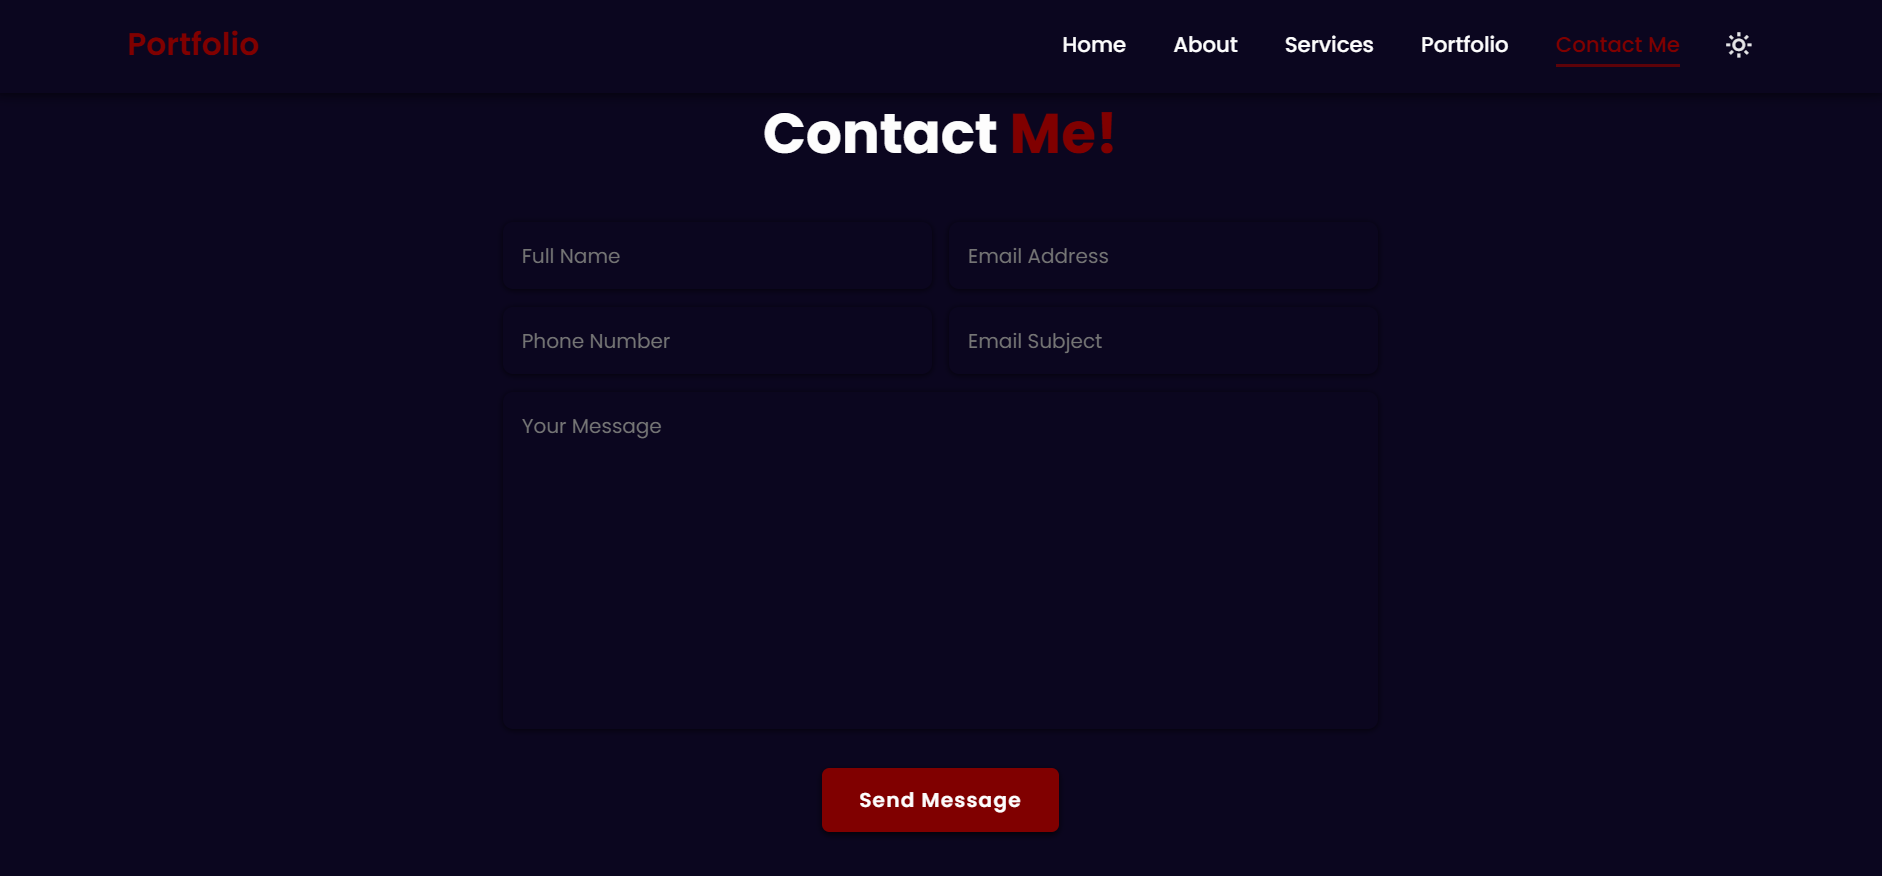 Portfolio
Home About Services Portfolio Contact Me
Contact Me!
Full Name
Email Address
Phone Number
Email Subject
Your Message
Send Message